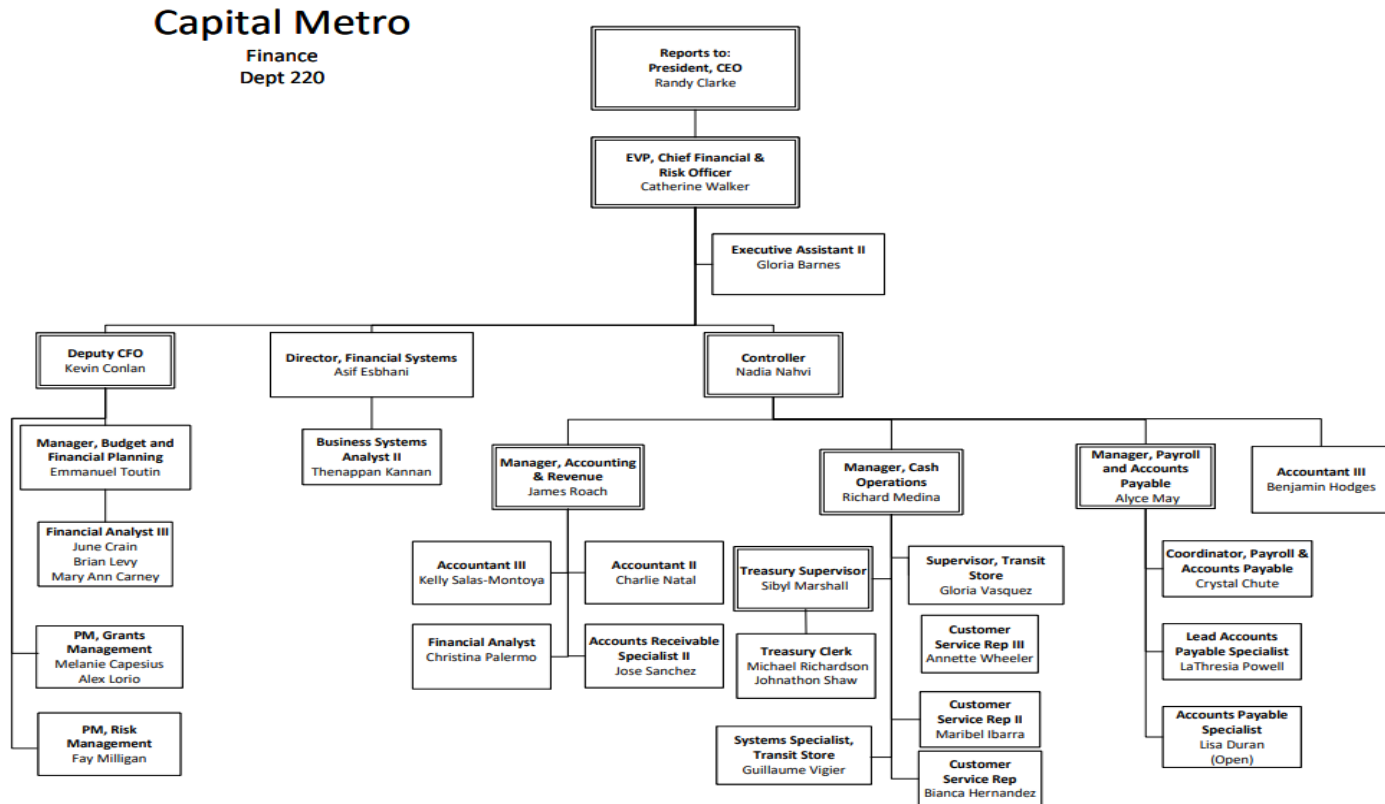 Capital Metro
Finance
Dept 220
Reports to:
President, CEO
Randy Clarke
EVP, Chief Financial &
Risk Officer
Catherine Walker
Executive Assistant II
Gloria Barnes
Deputy CFO
Kevin Conlan
Director, Financial Systems
Asif Esbhani
Controller
Nadia Nahvi
Manager, Budget and
Financial Planning
Emmanuel Toutin
Business Systems
Analyst II
Thenappan Kannan
Manager, Accounting
& Revenue
James Roach
Manager, Cash
Operations
Richard Medina
Manager, Payroll
and Accounts
Payable
Alyce May
Accountant III
Benjamin Hodges
Financial Analyst III
June Crain
Brian Levy
Mary Ann Carney
Accountant III
Kelly Salas-Montoya
Accountant II
Charlie Natal
Treasury Supervisor
Sibyl Marshall
Supervisor, Transit
Store
Gloria Vasquez
Coordinator, Payroll &
Accounts Payable
Crystal Chute
PM, Grants
Management
Melanie Capesius
Alex Lorio
Financial Analyst
Christina Palermo
Accounts Receivable
Specialist II
Jose Sanchez
Treasury Clerk
Michael Richardson
Johnathon Shaw
Customer
Service Rep III
Annette Wheeler
Lead Accounts
Payable Specialist
LaThresia Powell
PM, Risk
Management
Fay Milligan
Systems Specialist,
Transit Store
Guillaume Vigier
Customer
Service Rep II
Maribel Ibarra
Customer
Service Rep
Bianca Hernandez
Accounts Payable
Specialist
Lisa Duran
(Open)